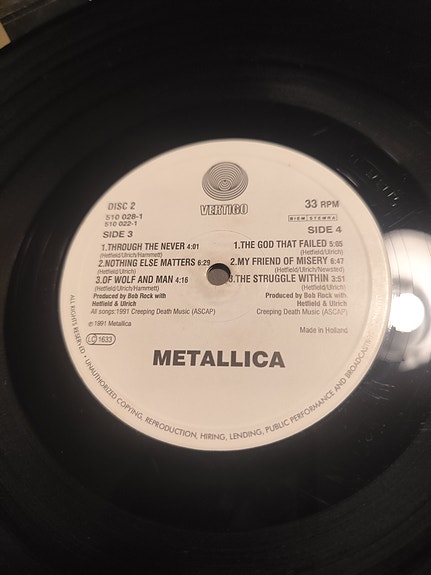 VERTIGO
DISC 2
510 028-1
510 022-1
SIDE 3
1.THROUGH THE NEVER 4:01
(Hetfield/Ulrich/Hammett)
2.NOTHING ELSE MATTERS 6:29
(Hetfield/Ulrich)
3.OF WOLF AND MAN 4:16
(Hetfield/Ulrich/Hammett)
Produced by Bob Rock with
Hetfield & Ulrich
All songs:1991 Creeping Death Music (ASCAP)
℗1991 Metallica
LC 1633
33 RPM
BIEM STEMRA
SIDE 4
1.THE GOD THAT FAILED 5:05
(Hetfield/Ulrich)
2.MY FRIEND OF MISERY 6:47
(Hetfield/Ulrich/Newsted)
3.THE STRUGGLE WITHIN 3:51
(Hetfield/Ulrich)
Produced by Bob Rock with
Hetfield & Ulrich
Creeping Death Music (ASCAP)
Made in Holland
METALLICA
ALL RIGHTS RESERVED • UNAUTHORIZED COPYING, REPRODUCTION, HIRING, LENDING, PUBLIC PERFORMANCE AND